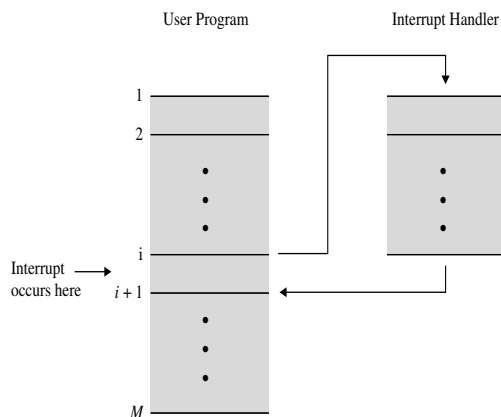 User Program
Interrupt Handler
1
2
i
Interrupt
occurs here
i + 1
M